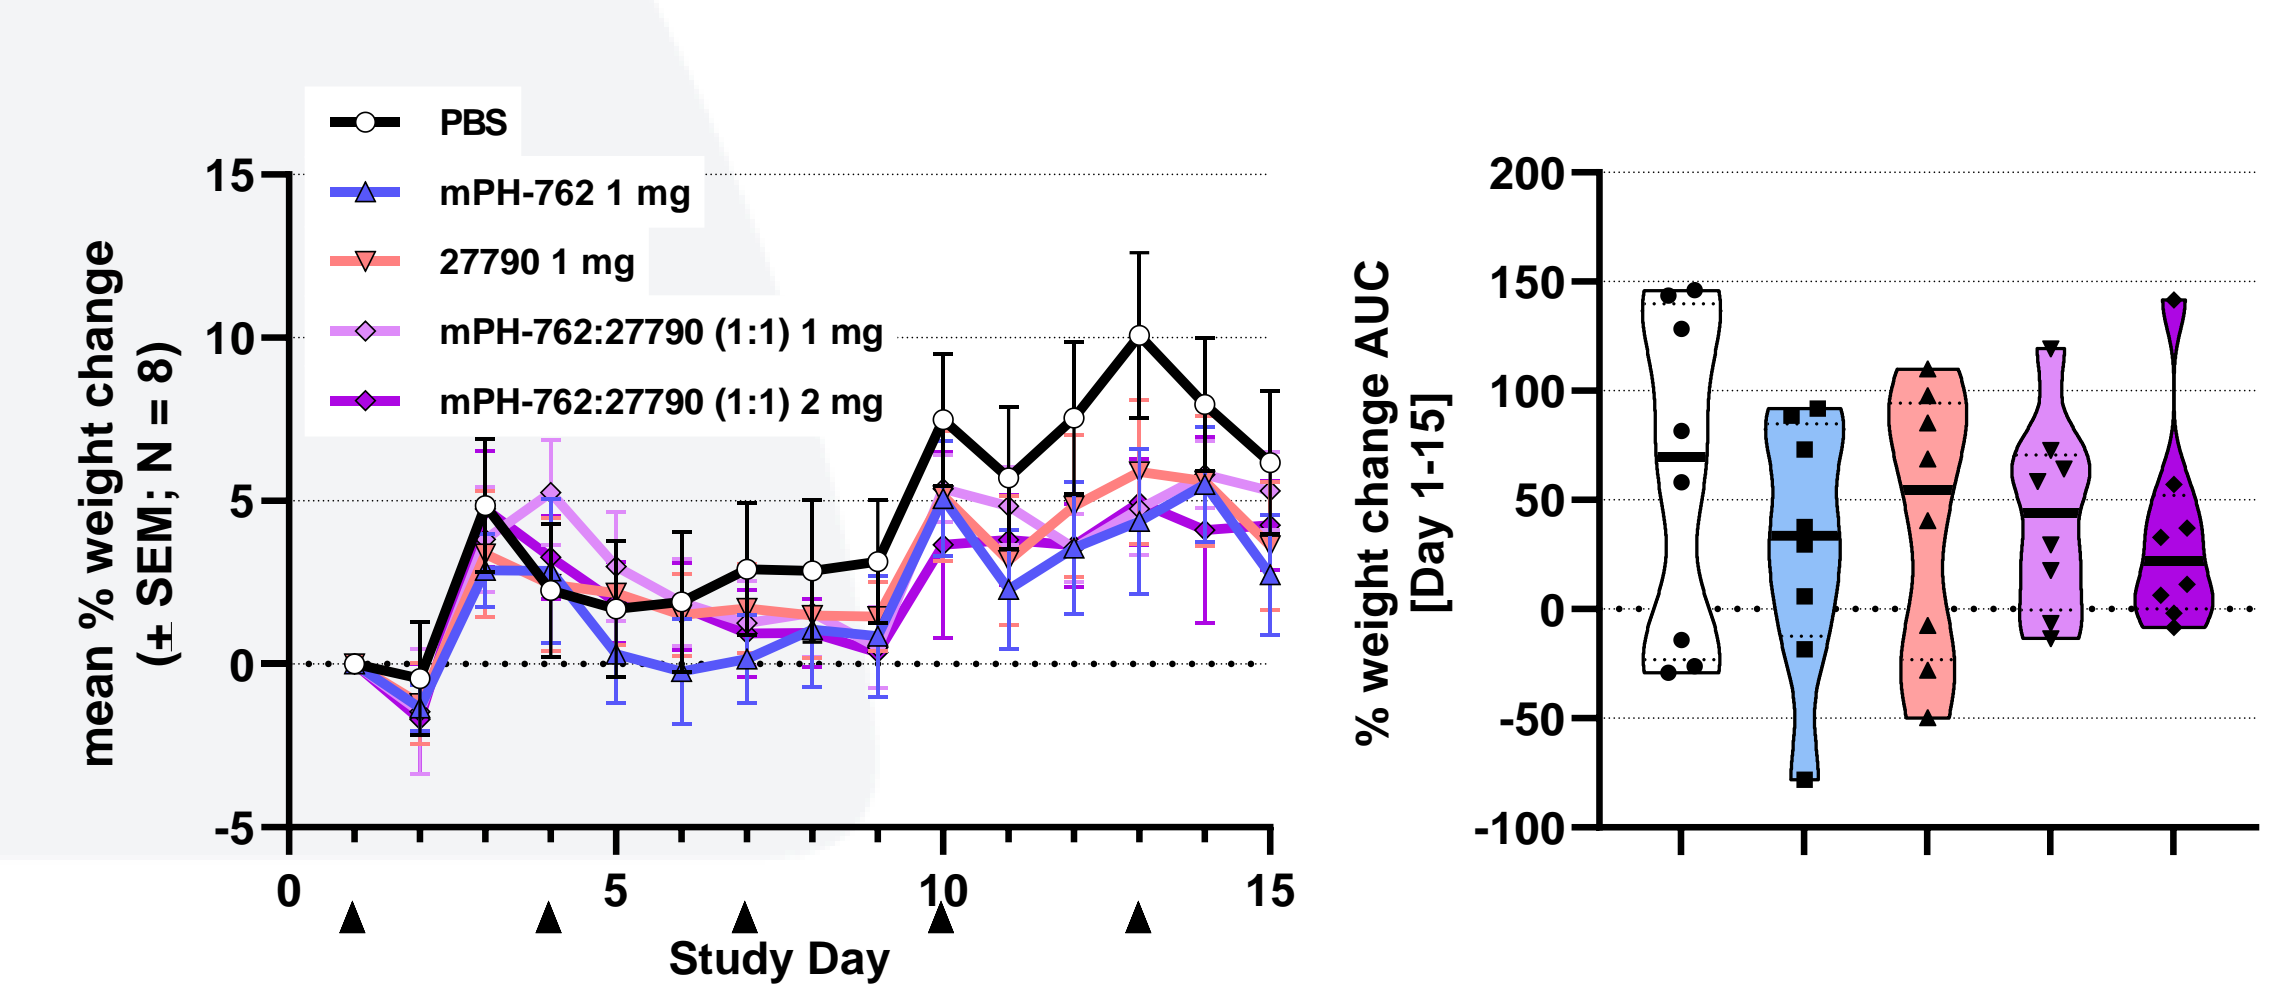 PBS
mPH-762 1 mg
27790 1 mg
mPH-762:27790 (1:1) 1 mg
mPH-762:27790 (1:1) 2 mg
mean % weight change
(± SEM; N = 8)
15
10
5
0
-5
0 5 10 15
Study Day
% weight change AUC
[Day 1-15]
200
150
100
50
0
-50
-100